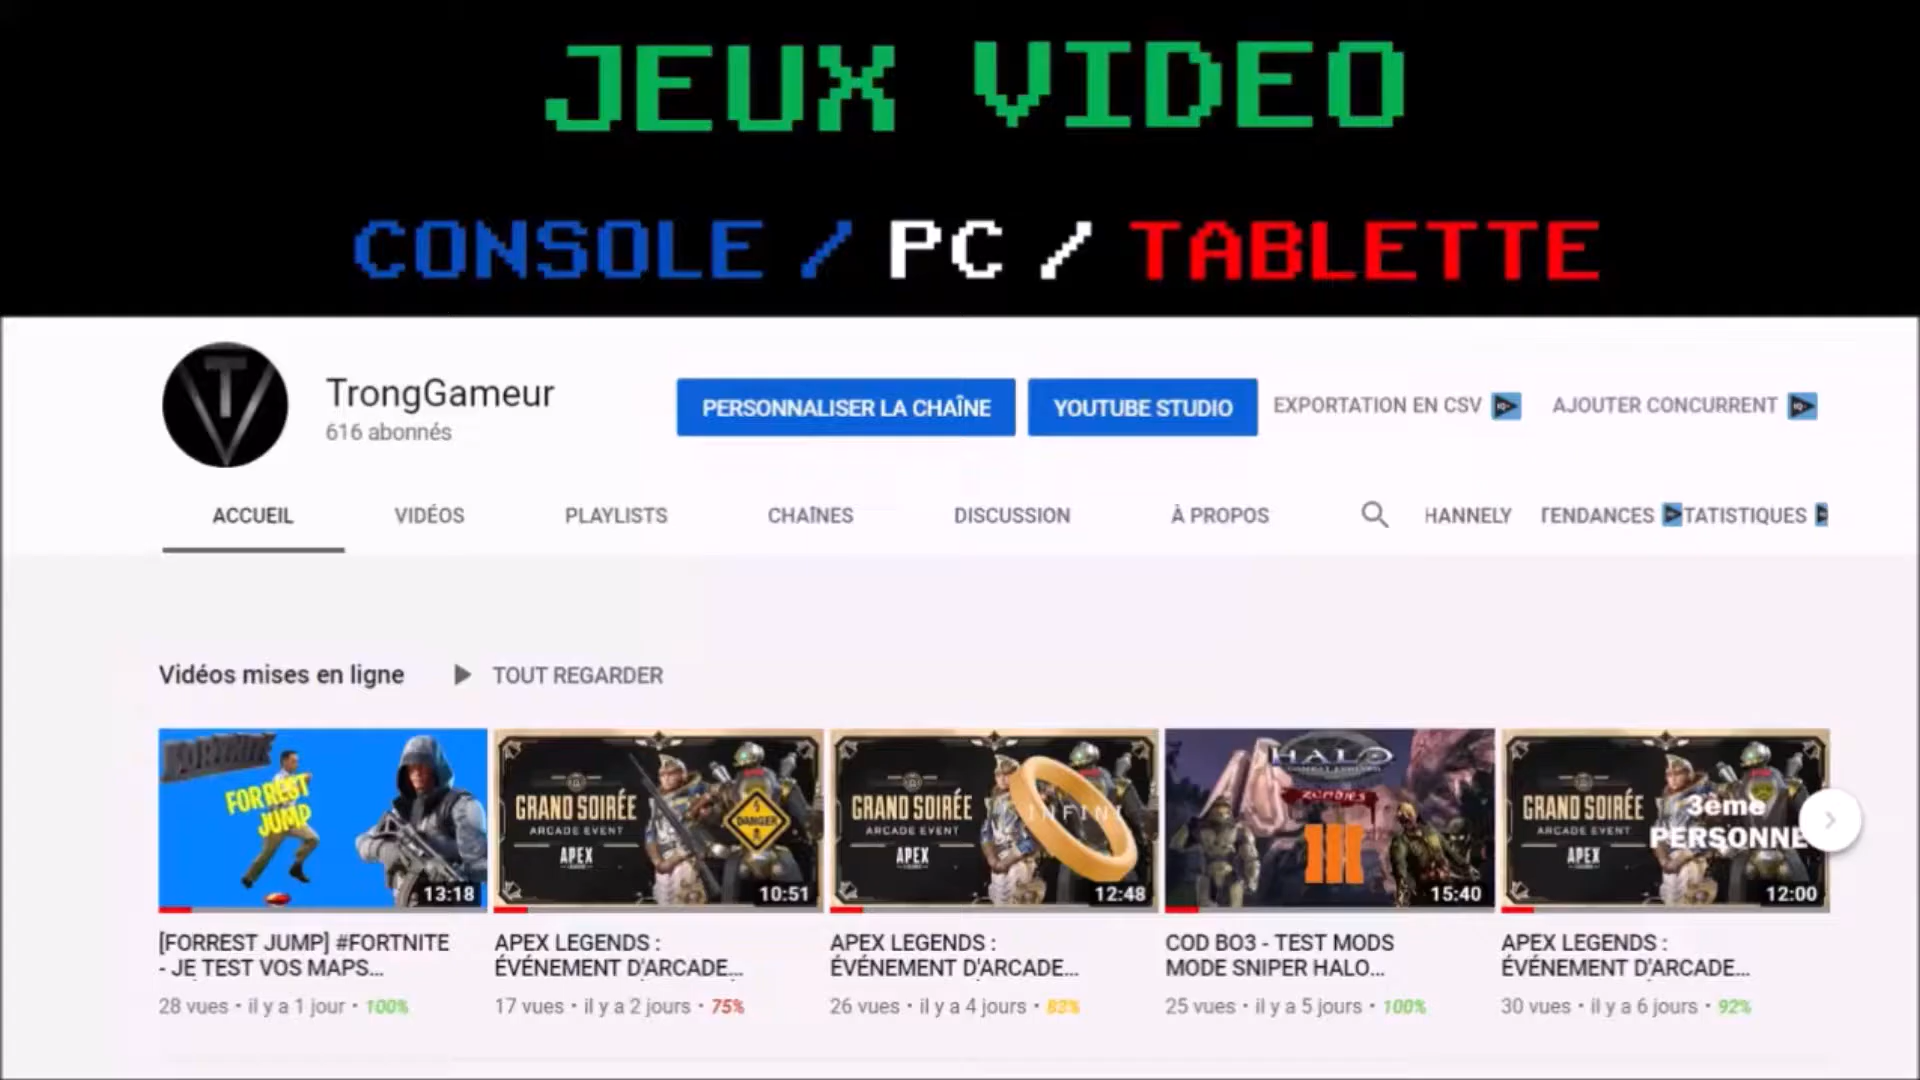 JEUX VIDEO
CONSOLE / PC / TABLETTE
TrongGameur
616 abonnés
PERSONNALISER LA CHAÎNE
YOUTUBE STUDIO
EXPORTATION EN CSV
AJOUTER CONCURRENT
ACCUEIL
VIDÉOS
PLAYLISTS
CHAÎNES
DISCUSSION
À PROPOS
HANNELY
TENDANCES
TATISTIQUES
Vidéos mises en ligne
TOUT REGARDER
FORTNITE
FORREST
JUMP
13:18
GRAND SOIRÉE
ARCADE EVENT
APEX
DANGER
10:51
GRAND SOIRÉE
ARCADE EVENT
APEX
INFINI
12:48
HALO
ZOMBIES
III
15:40
GRAND SOIRÉE
ARCADE EVENT
APEX
3ème
PERSONNE
12:00
[FORREST JUMP] #FORTNITE
- JE TEST VOS MAPS...
28 vues • il y a 1 jour • 100%
APEX LEGENDS :
ÉVÉNEMENT D'ARCADE...
17 vues • il y a 2 jours • 75%
APEX LEGENDS :
ÉVÉNEMENT D'ARCADE...
26 vues • il y a 4 jours • 83%
COD BO3 - TEST MODS
MODE SNIPER HALO...
25 vues • il y a 5 jours • 100%
APEX LEGENDS :
ÉVÉNEMENT D'ARCADE...
30 vues • il y a 6 jours • 92%